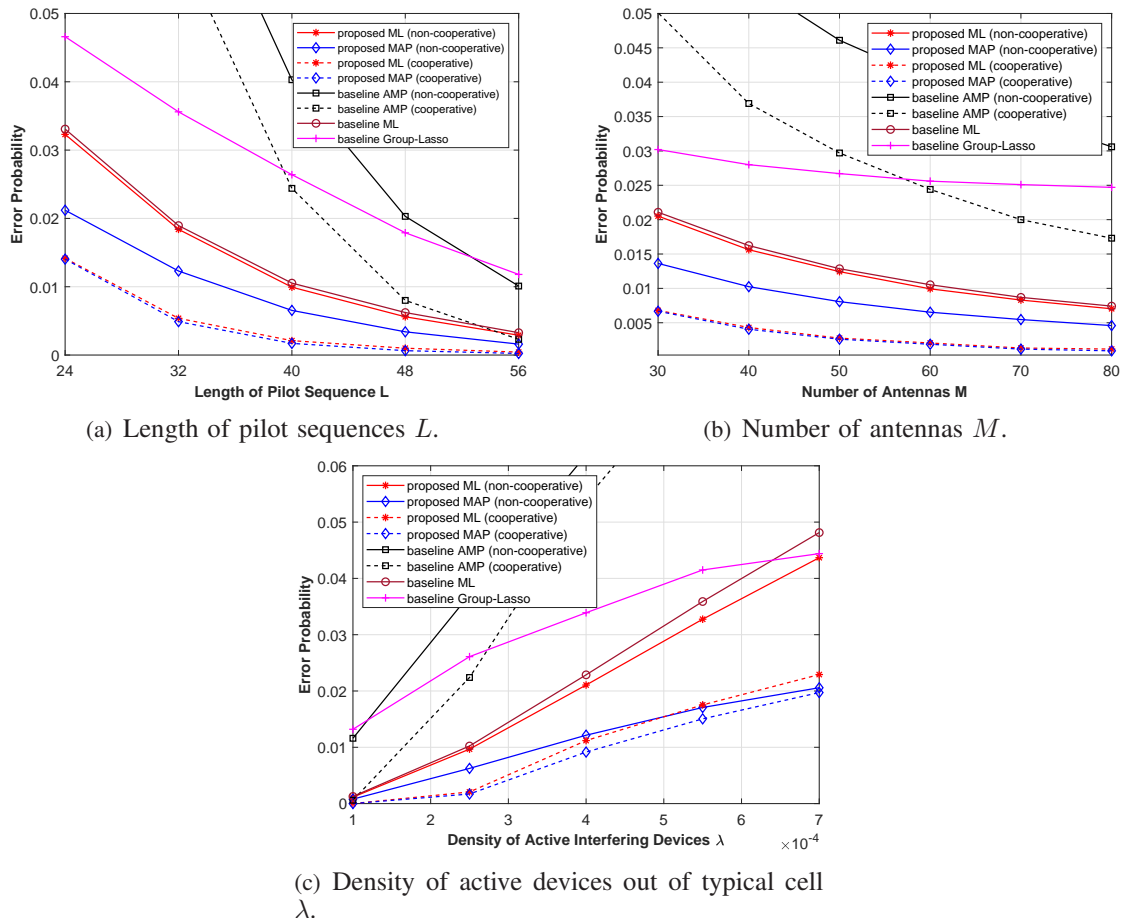 0.05
0.04
0.03
0.02
0.01
0
Error Probability
proposed ML (non-cooperative)
proposed MAP (non-cooperative)
proposed ML (cooperative)
proposed MAP (cooperative)
baseline AMP (non-cooperative)
baseline AMP (cooperative)
baseline ML
baseline Group-Lasso
24 32 40 48 56
Length of Pilot Sequence L
(a) Length of pilot sequences L.
0.05
0.045
0.04
0.035
0.03
0.025
0.02
0.015
0.01
0.005
Error Probability
proposed ML (non-cooperative)
proposed MAP (non-cooperative)
proposed ML (cooperative)
proposed MAP (cooperative)
baseline AMP (non-cooperative)
baseline AMP (cooperative)
baseline ML
baseline Group-Lasso
30 40 50 60 70 80
Number of Antennas M
(b) Number of antennas M.
0.06
0.05
0.04
0.03
0.02
0.01
0
Error Probability
proposed ML (non-cooperative)
proposed MAP (non-cooperative)
proposed ML (cooperative)
proposed MAP (cooperative)
baseline AMP (non-cooperative)
baseline AMP (cooperative)
baseline ML
baseline Group-Lasso
1 2 3 4 5 6 7
Density of Active Interfering Devices λ
×10⁻⁴
(c) Density of active devices out of typical cell
λ.